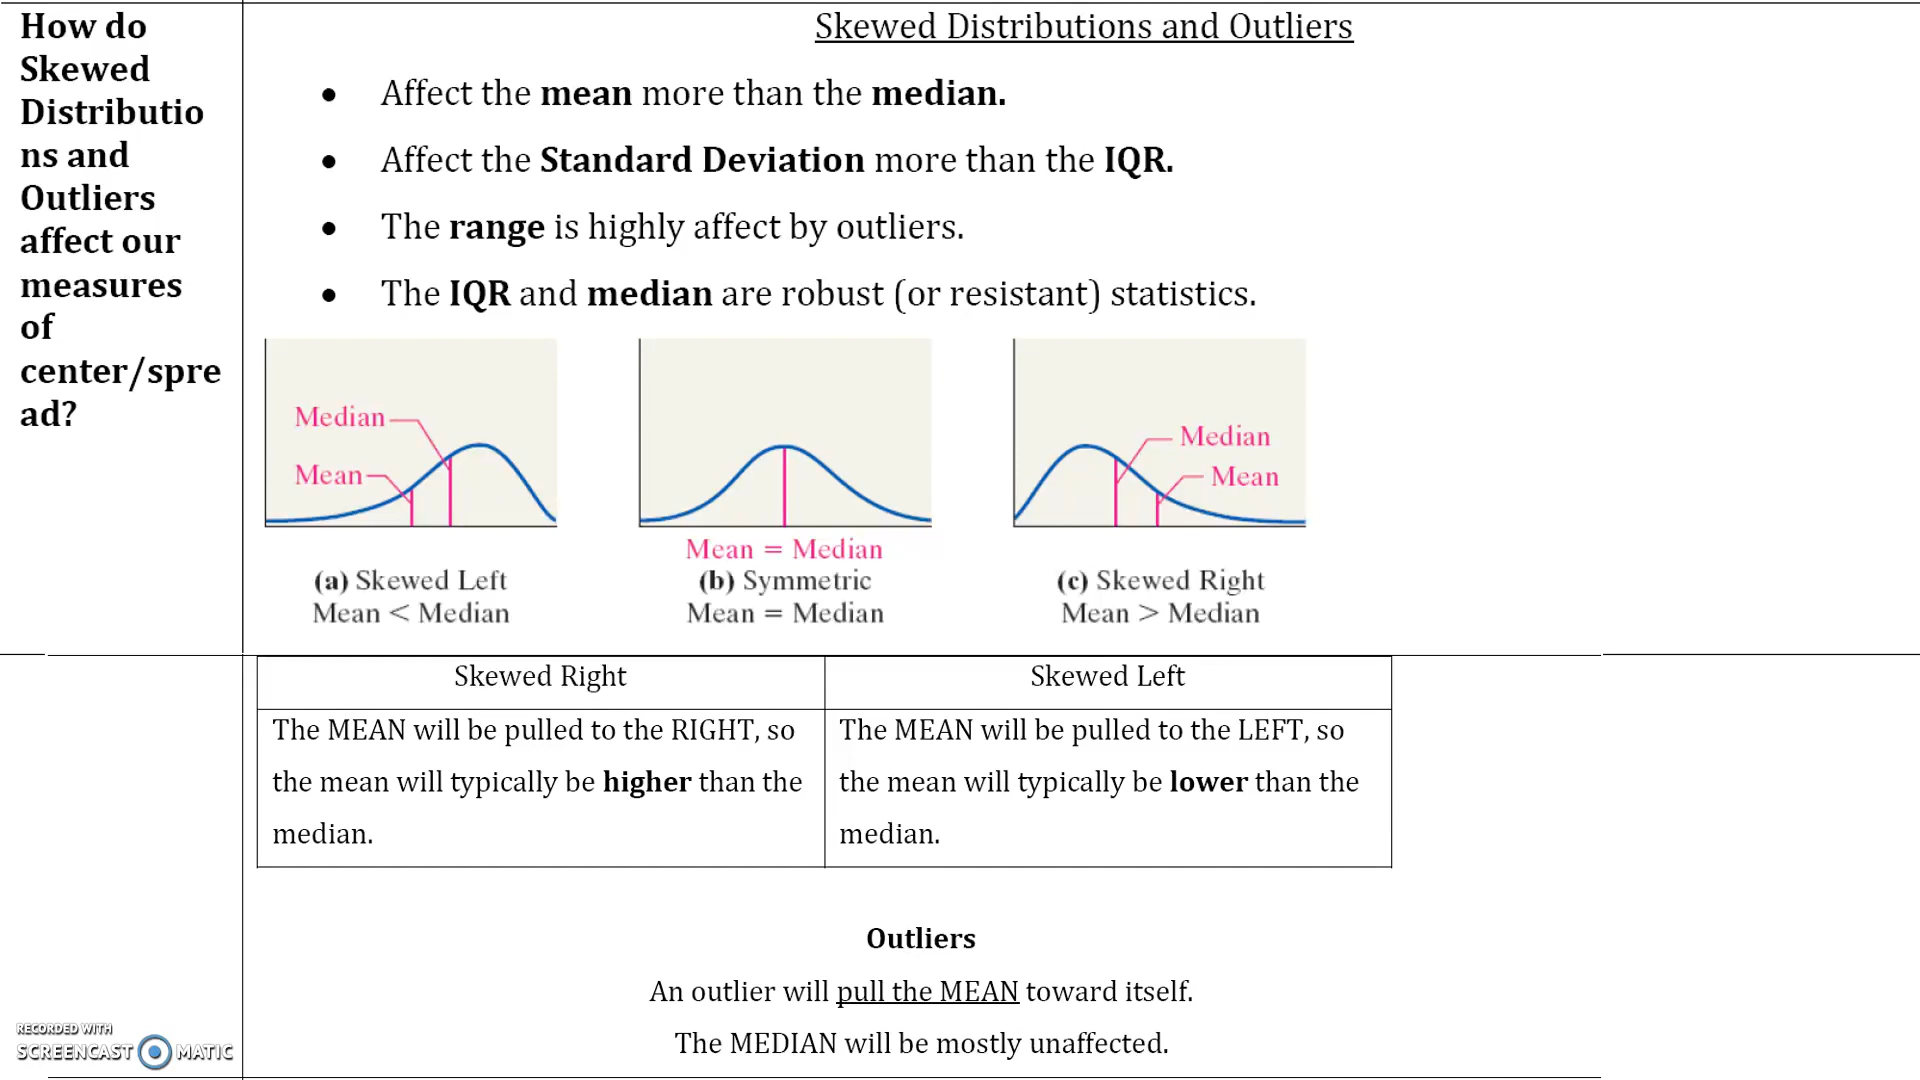 How do
Skewed
Distributio
ns and
Outliers
affect our
measures
of
center/spre
ad?
Skewed Distributions and Outliers
• Affect the mean more than the median.
• Affect the Standard Deviation more than the IQR.
• The range is highly affect by outliers.
• The IQR and median are robust (or resistant) statistics.
Median
Mean
(a) Skewed Left
Mean < Median
Mean = Median
(b) Symmetric
Mean = Median
Median
Mean
(c) Skewed Right
Mean > Median
Skewed Right
The MEAN will be pulled to the RIGHT, so
the mean will typically be higher than the
median.
Skewed Left
The MEAN will be pulled to the LEFT, so
the mean will typically be lower than the
median.
Outliers
An outlier will pull the MEAN toward itself.
The MEDIAN will be mostly unaffected.
RECORDED WITH
SCREENCAST MATIC